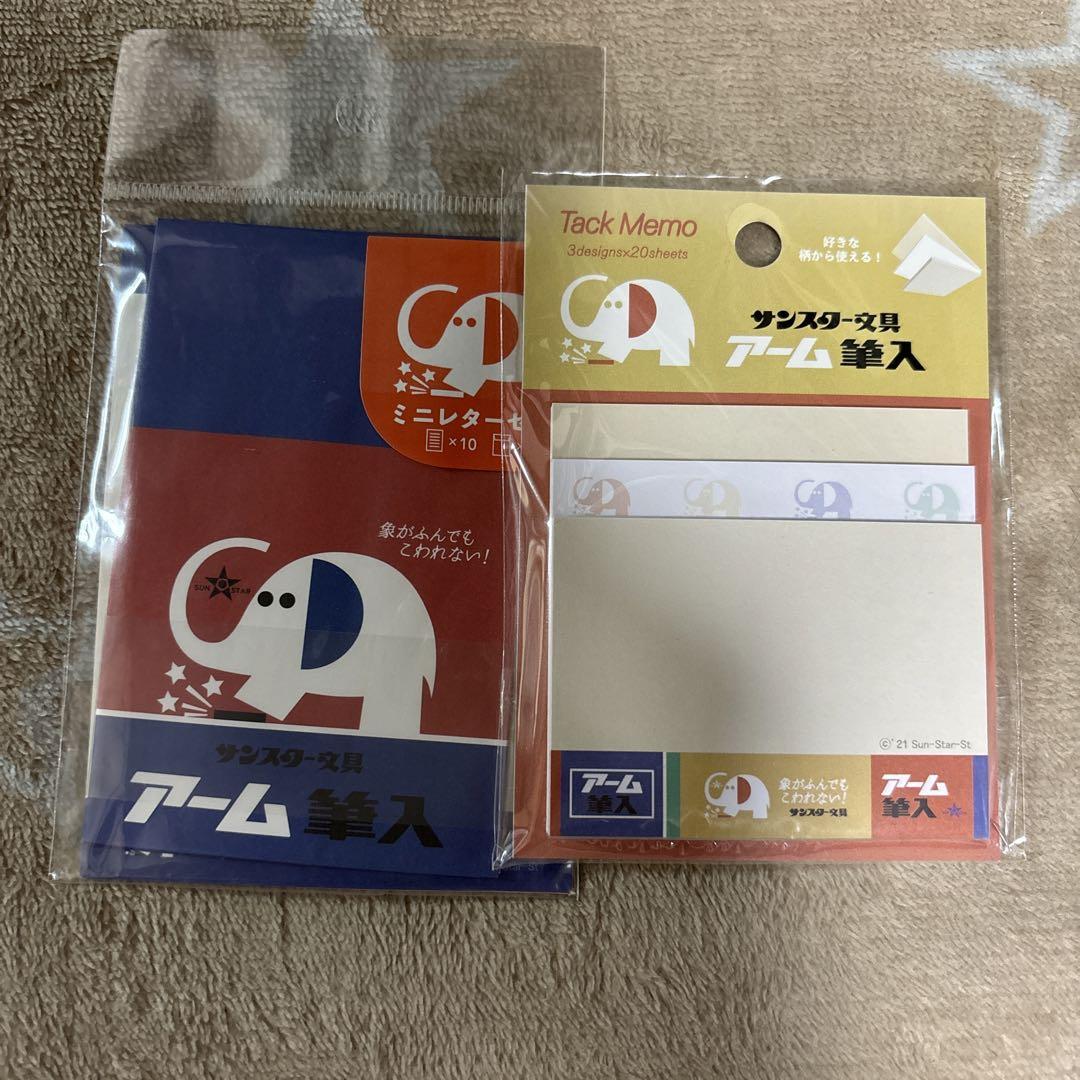 ミニレターセ
×10
象がふんでも
こわれない!
SUN STAR
サンスター文具
アーム 筆入
Tack Memo
3designs×20sheets
好きな
柄から使える!
サンスター文具
アーム 筆入
©'21 Sun-Star-St
アーム
筆入
象がふんでも
こわれない!
サンスター文具
アーム
筆入